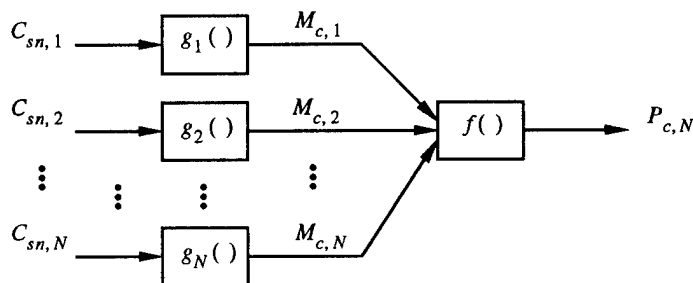 C_{sn, 1} g_1 ( ) M_{c, 1}
C_{sn, 2} g_2 ( ) M_{c, 2} f ( ) P_{c, N}
C_{sn, N} g_N ( ) M_{c, N}